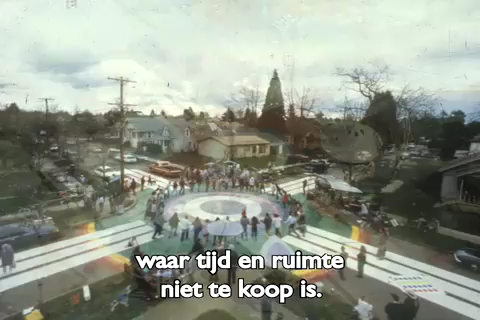 waar tijd en ruimte
niet te koop is.